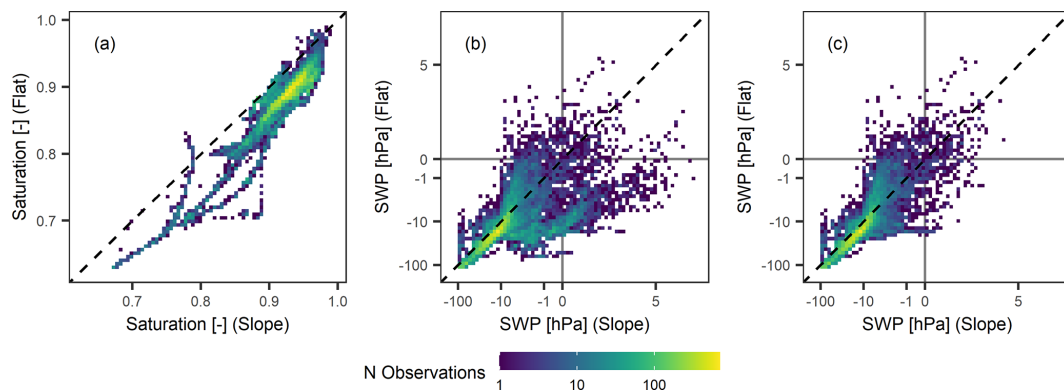 (a)
1.0
0.9
0.8
0.7
Saturation [-] (Flat)
0.7 0.8 0.9 1.0
Saturation [-] (Slope)
(b)
5
0
-1
-10
-100
SWP [hPa] (Flat)
-100 -10 -1 0 5
SWP [hPa] (Slope)
(c)
5
0
-1
-10
-100
SWP [hPa] (Flat)
-100 -10 -1 0 5
SWP [hPa] (Slope)
N Observations
1 10 100